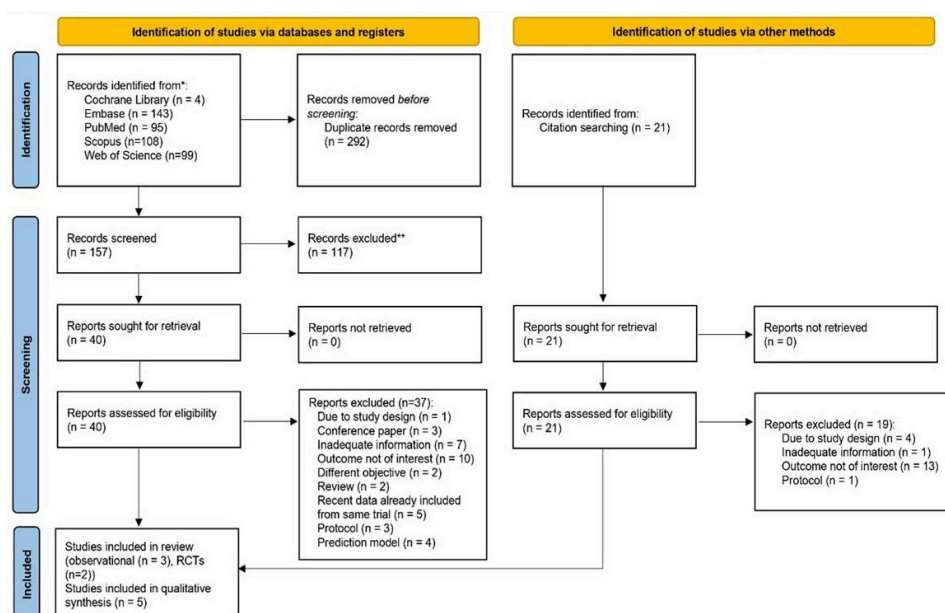 Identification of studies via databases and registers
Identification of studies via other methods
Identification
Records identified from*:
Cochrane Library (n = 4)
Embase = 143)
PubMed (n = 95)
Scopus (n=108)
Web of Science (n=99)
Records removed before
screening:
Duplicate records removed
(n = 292)
Records identified from:
Citation searching (n = 21)
Screening
Records screened
(n = 157)
Records excluded**
(n = 117)
Reports sought for retrieval
(n = 40)
Reports not retrieved
(n = 0)
Reports sought for retrieval
(n = 21)
Reports not retrieved
(n = 0)
Reports assessed for eligibility
(n = 40)
Reports excluded (n=37):
Due to study design (n = 1)
Conference paper (n = 3)
Inadequate information (n = 7)
Outcome not of interest (n = 10)
Different objective (n = 2)
Review (n = 2)
Recent data already included
from same trial (n = 5)
Protocol (n = 3)
Prediction model (n = 4)
Reports assessed for eligibility
(n = 21)
Reports excluded (n = 19):
Due to study design (n = 4)
Inadequate information (n = 1)
Outcome not of interest (n = 13)
Protocol (n = 1)
Included
Studies included in review
(observational (n = 3), RCTs
(n=2))
Studies included in qualitative
synthesis (n = 5)